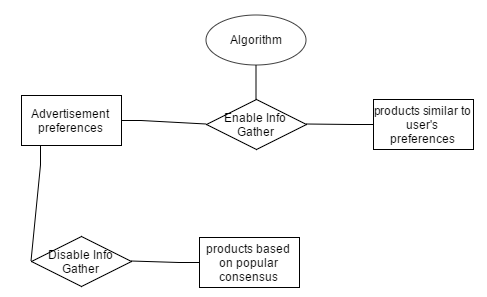 Algorithm
Advertisement
preferences
Enable Info
Gather
products similar to
user's
preferences
Disable Info
Gather
products based
on popular
consensus